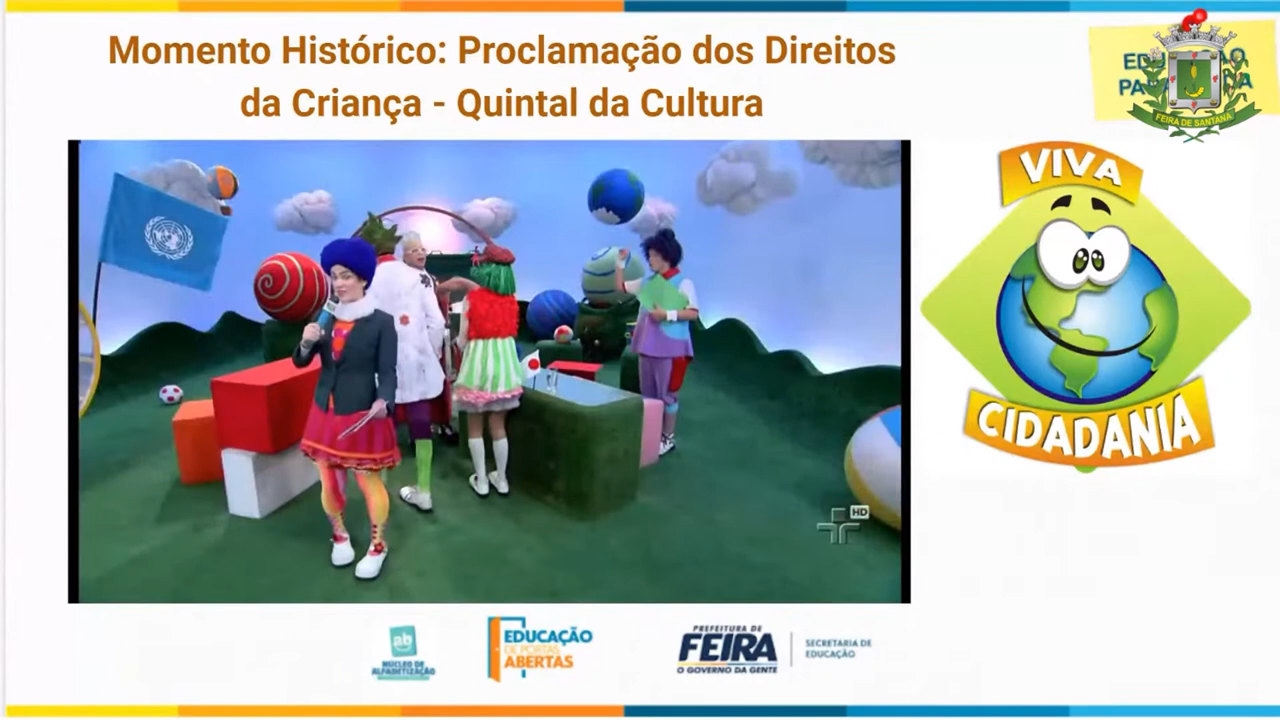 Momento Histórico: Proclamação dos Direitos
da Criança - Quintal da Cultura
FEIRA DE SANTANA
VIVA
CIDADANIA
HD
ab
NÚCLEO DE
ALFABETIZAÇÃO
EDUCAÇÃO
DE PORTAS
ABERTAS
PREFEITURA DE
FEIRA
O GOVERNO DA GENTE
SECRETARIA DE
EDUCAÇÃO